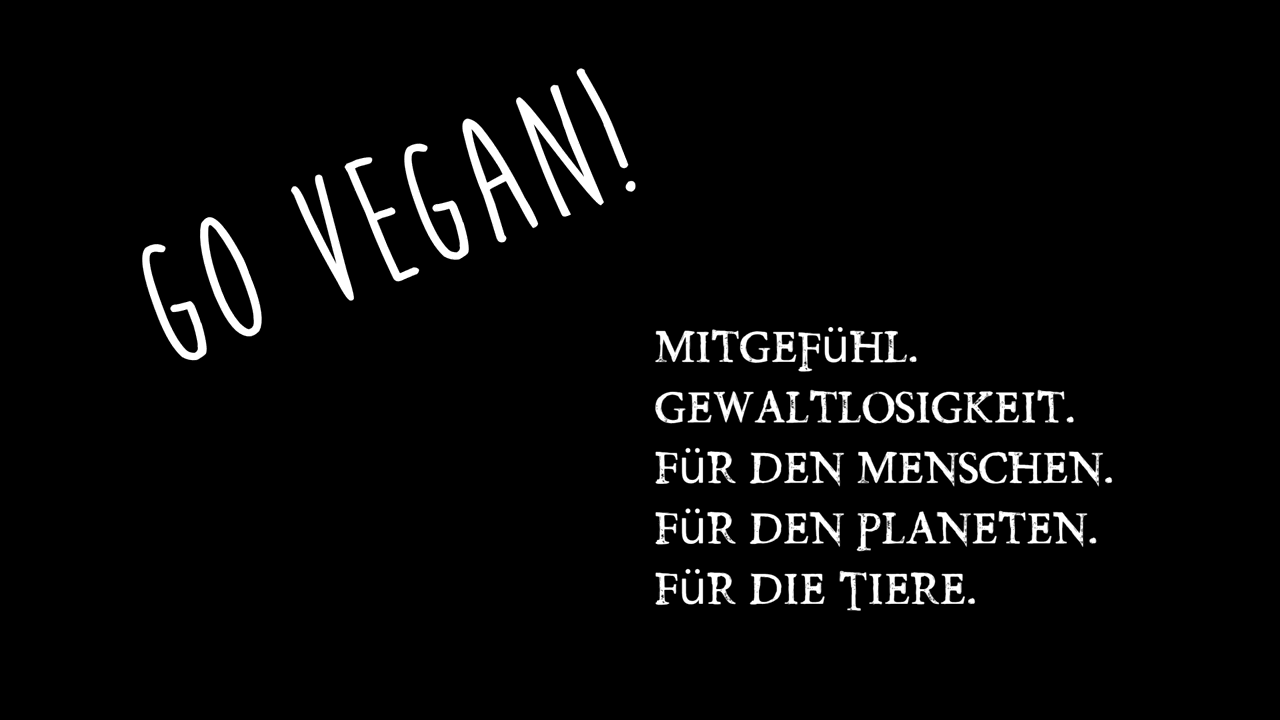 GO VEGAN!
MITGEFÜHL.
GEWALTLOSIGKEIT.
FÜR DEN MENSCHEN.
FÜR DEN PLANETEN.
FÜR DIE TIERE.